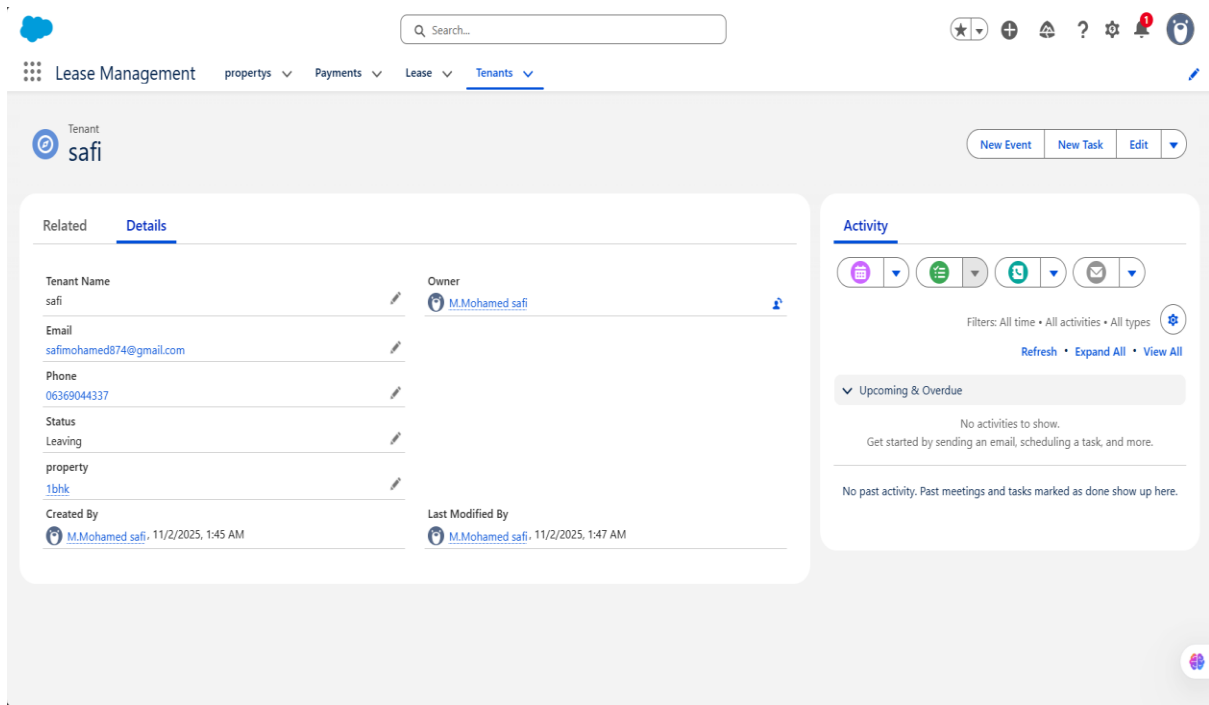 Search...
1
Lease Management propertys Payments Lease Tenants
Tenant
safi
New Event New Task Edit
Related Details
Tenant Name
safi
Owner
M.Mohamed safi
Email
safimohamed874@gmail.com
Phone
06369044337
Status
Leaving
property
1bhk
Created By
M.Mohamed safi, 11/2/2025, 1:45 AM
Last Modified By
M.Mohamed safi, 11/2/2025, 1:47 AM
Activity
Filters: All time • All activities • All types
Refresh • Expand All • View All
Upcoming & Overdue
No activities to show.
Get started by sending an email, scheduling a task, and more.
No past activity. Past meetings and tasks marked as done show up here.